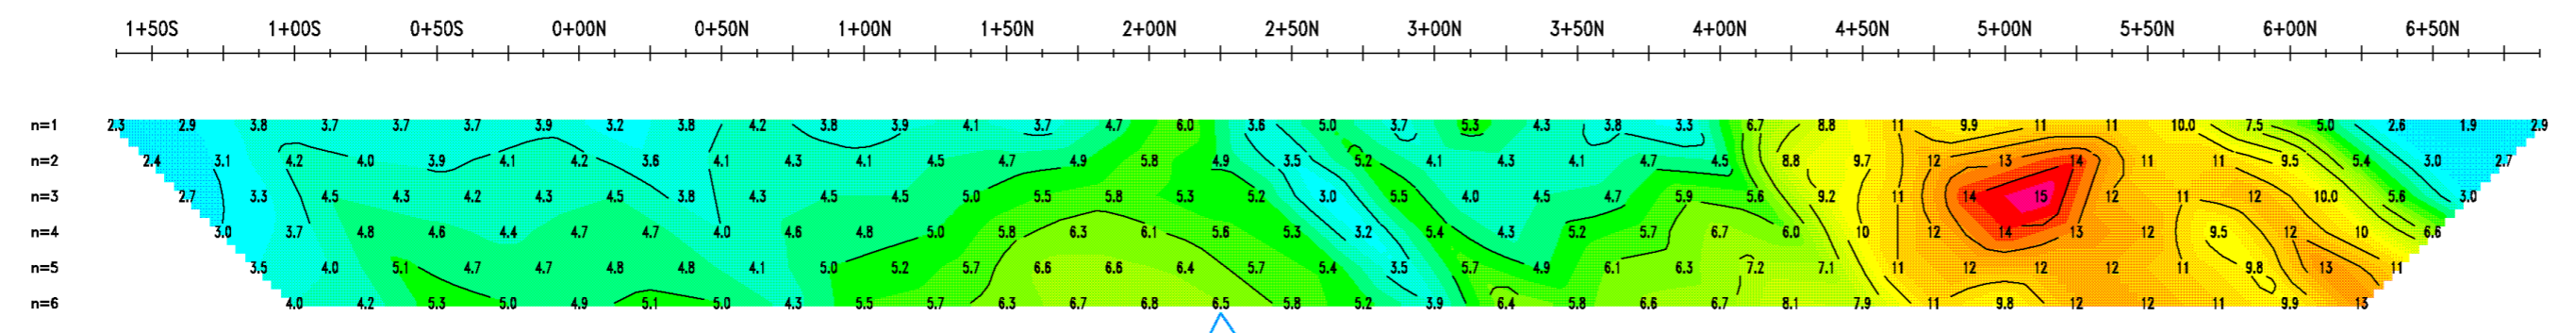 1+50S 1+00S 0+50S 0+00N 0+50N 1+00N 1+50N 2+00N 2+50N 3+00N 3+50N 4+00N 4+50N 5+00N 5+50N 6+00N 6+50N
n=1 2.3 2.9 3.8 3.7 3.7 3.7 3.9 3.2 3.8 4.2 3.8 3.9 4.1 3.7 4.7 6.0 3.6 5.0 3.7 5.3 4.3 3.8 3.3 6.7 8.8 11 9.9 11 11 10.0 7.5 5.0 2.6 1.9 2.9
n=2 2.4 3.1 4.2 4.0 3.9 4.1 4.2 3.6 4.1 4.3 4.1 4.5 4.7 4.9 5.8 4.9 3.5 5.2 4.1 4.3 4.1 4.7 4.5 8.8 9.7 12 13 14 11 11 9.5 5.4 3.0 2.7
n=3 2.7 3.3 4.5 4.3 4.2 4.3 4.5 3.8 4.3 4.5 4.5 5.0 5.5 5.8 5.3 5.2 3.0 5.5 4.0 4.5 4.7 5.9 5.6 9.2 11 14 15 12 11 12 10.0 5.6 3.0
n=4 3.0 3.7 4.8 4.6 4.4 4.7 4.7 4.0 4.6 4.8 5.0 5.8 6.3 6.1 5.6 5.3 3.2 5.4 4.3 5.2 5.7 6.7 6.0 10 12 14 13 12 9.5 12 10 6.6
n=5 3.5 4.0 5.1 4.7 4.7 4.8 4.8 4.1 5.0 5.2 5.7 6.6 6.6 6.4 5.7 5.4 3.5 5.7 4.9 6.1 6.3 7.2 7.1 11 12 12 12 11 9.8 13 11
n=6 4.0 4.2 5.3 5.0 4.9 5.1 5.0 4.3 5.5 5.7 6.3 6.7 6.8 6.5 5.8 5.2 3.9 6.4 5.8 6.6 6.7 8.1 7.9 11 9.8 12 12 11 9.9 13